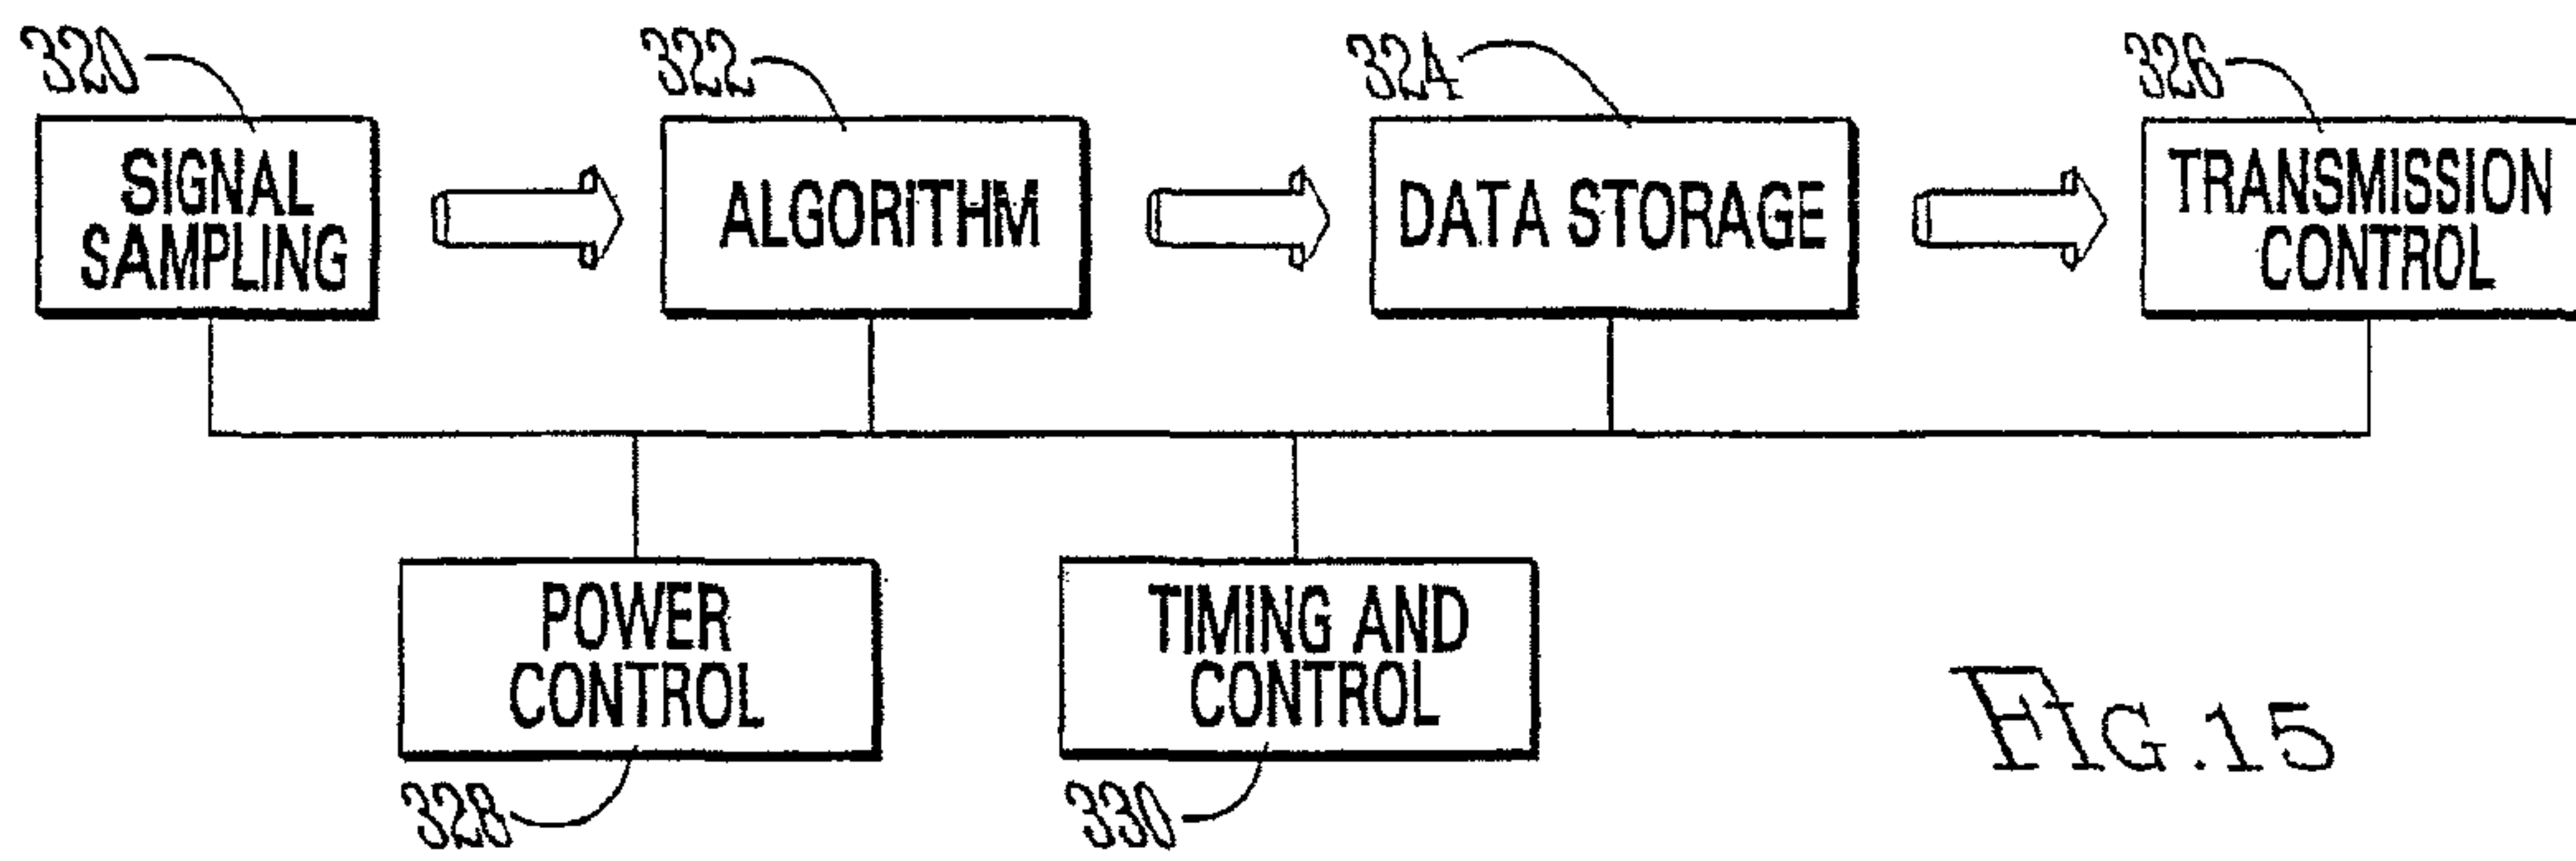 320
322
324
326
SIGNAL
SAMPLING
ALGORITHM
DATA STORAGE
TRANSMISSION
CONTROL
POWER
CONTROL
TIMING AND
CONTROL
328
330
FIG.15